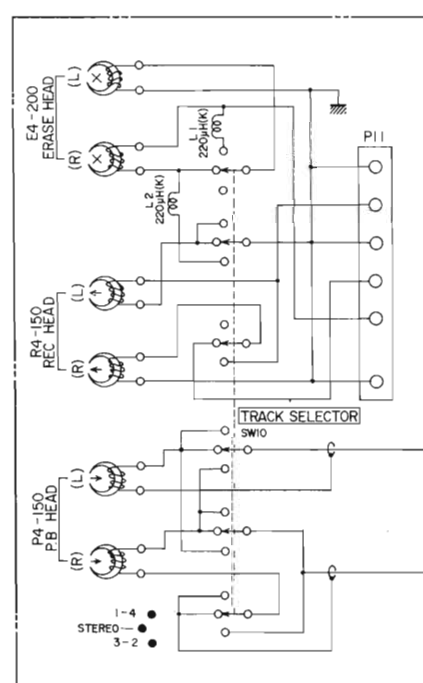 E4-200
ERASE HEAD
(L)
(R)
L1
220μH(K)
L2
220μH(K)
P11
R4-150
REC HEAD
(L)
(R)
TRACK SELECTOR
SW10
P4-150
P.B HEAD
(L)
(R)
1-4
STEREO
3-2